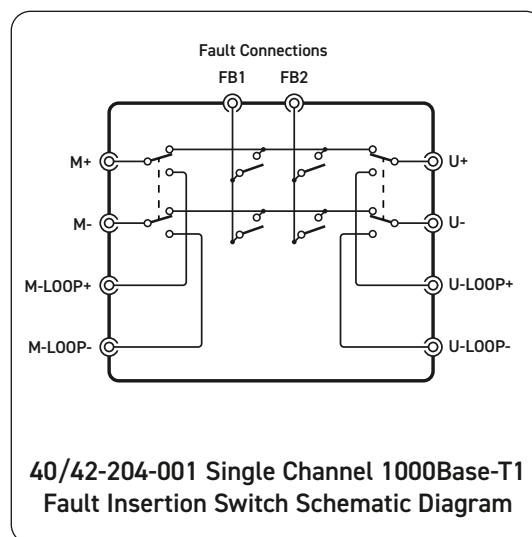 Fault Connections
FB1 FB2
M+ U+
M- U-
M-LOOP+ U-LOOP+
M-LOOP- U-LOOP-
40/42-204-001 Single Channel 1000Base-T1
Fault Insertion Switch Schematic Diagram